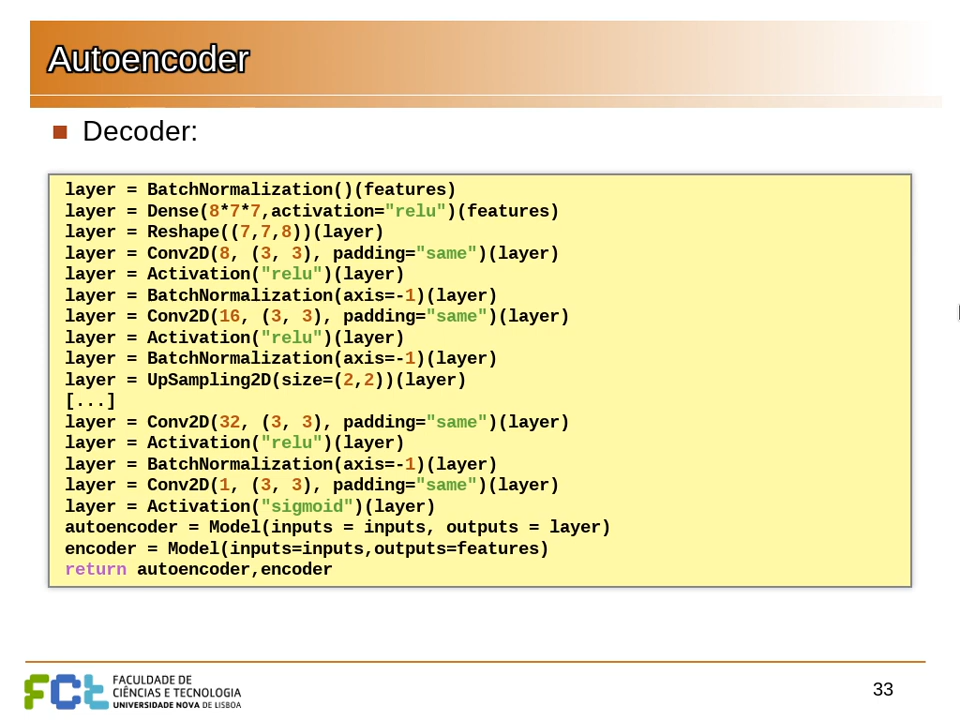 Autoencoder
Decoder:
layer = BatchNormalization()(features)
layer = Dense(8*7*7,activation="relu")(features)
layer = Reshape((7,7,8))(layer)
layer = Conv2D(8, (3, 3), padding="same")(layer)
layer = Activation("relu")(layer)
layer = BatchNormalization(axis=-1)(layer)
layer = Conv2D(16, (3, 3), padding="same")(layer)
layer = Activation("relu")(layer)
layer = BatchNormalization(axis=-1)(layer)
layer = UpSampling2D(size=(2,2))(layer)
[...]
layer = Conv2D(32, (3, 3), padding="same")(layer)
layer = Activation("relu")(layer)
layer = BatchNormalization(axis=-1)(layer)
layer = Conv2D(1, (3, 3), padding="same")(layer)
layer = Activation("sigmoid")(layer)
autoencoder = Model(inputs = inputs, outputs = layer)
encoder = Model(inputs=inputs,outputs=features)
return autoencoder,encoder
FCt
FACULDADE DE
CIÊNCIAS E TECNOLOGIA
UNIVERSIDADE NOVA DE LISBOA
33